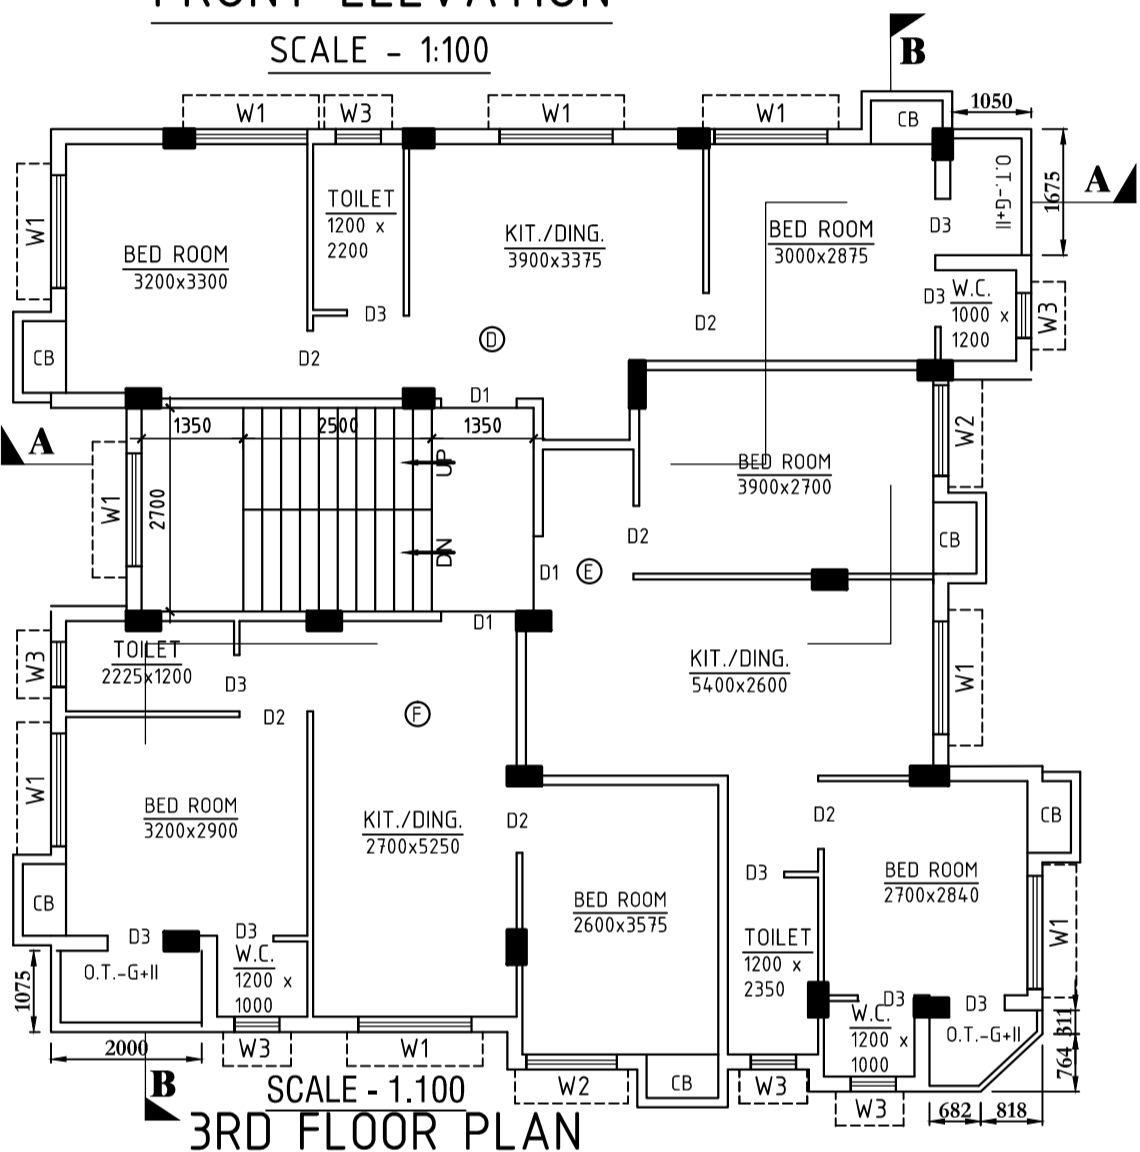 FRONT ELEVATION
SCALE - 1:100
B
W1
W3
W1
W1
CB
1050
O.T.-G+II
1675
A
W1
TOILET
1200 x
2200
BED ROOM
3200x3300
KIT./DING.
3900x3375
BED ROOM
3000x2875
D3
D3
W.C.
1000 x
1200
W3
D3
D2
D
D2
CB
D1
A
1350
2500
1350
UP
W1
2700
DN
BED ROOM
3900x2700
W2
D2
CB
D1
E
D1
TOILET
2225x1200
W3
D3
D2
F
KIT./DING.
5400x2600
W1
W1
BED ROOM
3200x2900
KIT./DING.
2700x5250
D2
D2
CB
BED ROOM
2600x3575
D3
BED ROOM
2700x2840
CB
D3
D3
W.C.
1200 x
1000
O.T.-G+II
TOILET
1200 x
2350
W1
1075
D3
D3
W.C.
1200 x
1000
O.T.-G+II
311
764
2000
W3
W1
W2
CB
W3
W3
682
818
B
SCALE - 1.100
3RD FLOOR PLAN